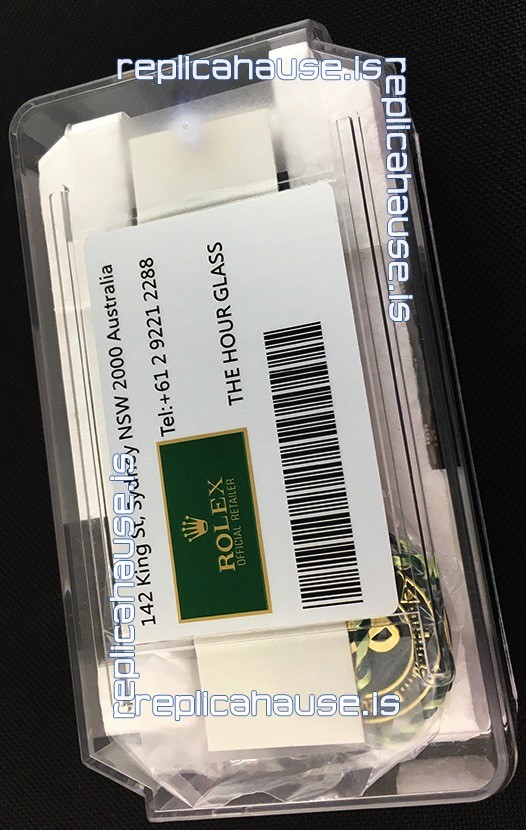 replicahause.is
replicahause.is
142 King St, Sydney NSW 2000 Australia
Tel:+61 2 9221 2288
THE HOUR GLASS
ROLEX
OFFICIAL RETAILER
replicahause.is
replicahause.is